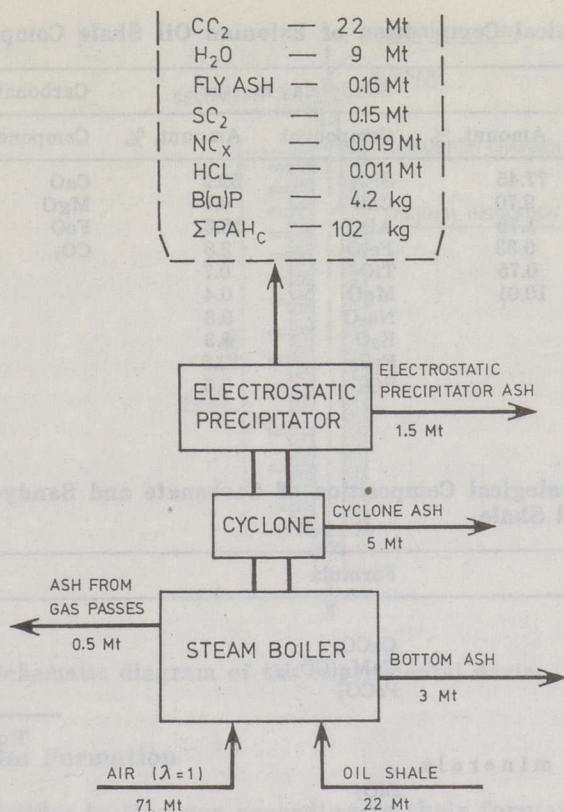 CC2 — 22 Mt
H2O — 9 Mt
FLY ASH — 0.16 Mt
SC2 — 0.15 Mt
NCx — 0.019 Mt
HCL — 0.011 Mt
B(a)P — 4.2 kg
Σ PAHC 102 kg
ELECTROSTATIC
PRECIPITATOR
ELECTROSTATIC
PRECIPITATOR ASH
1.5 Mt
CYCLONE
CYCLONE ASH
5 Mt
ASH FROM
GAS PASSES
0.5 Mt
STEAM BOILER
BOTTOM ASH
3 Mt
AIR (λ=1)
71 Mt
OIL SHALE
22 Mt